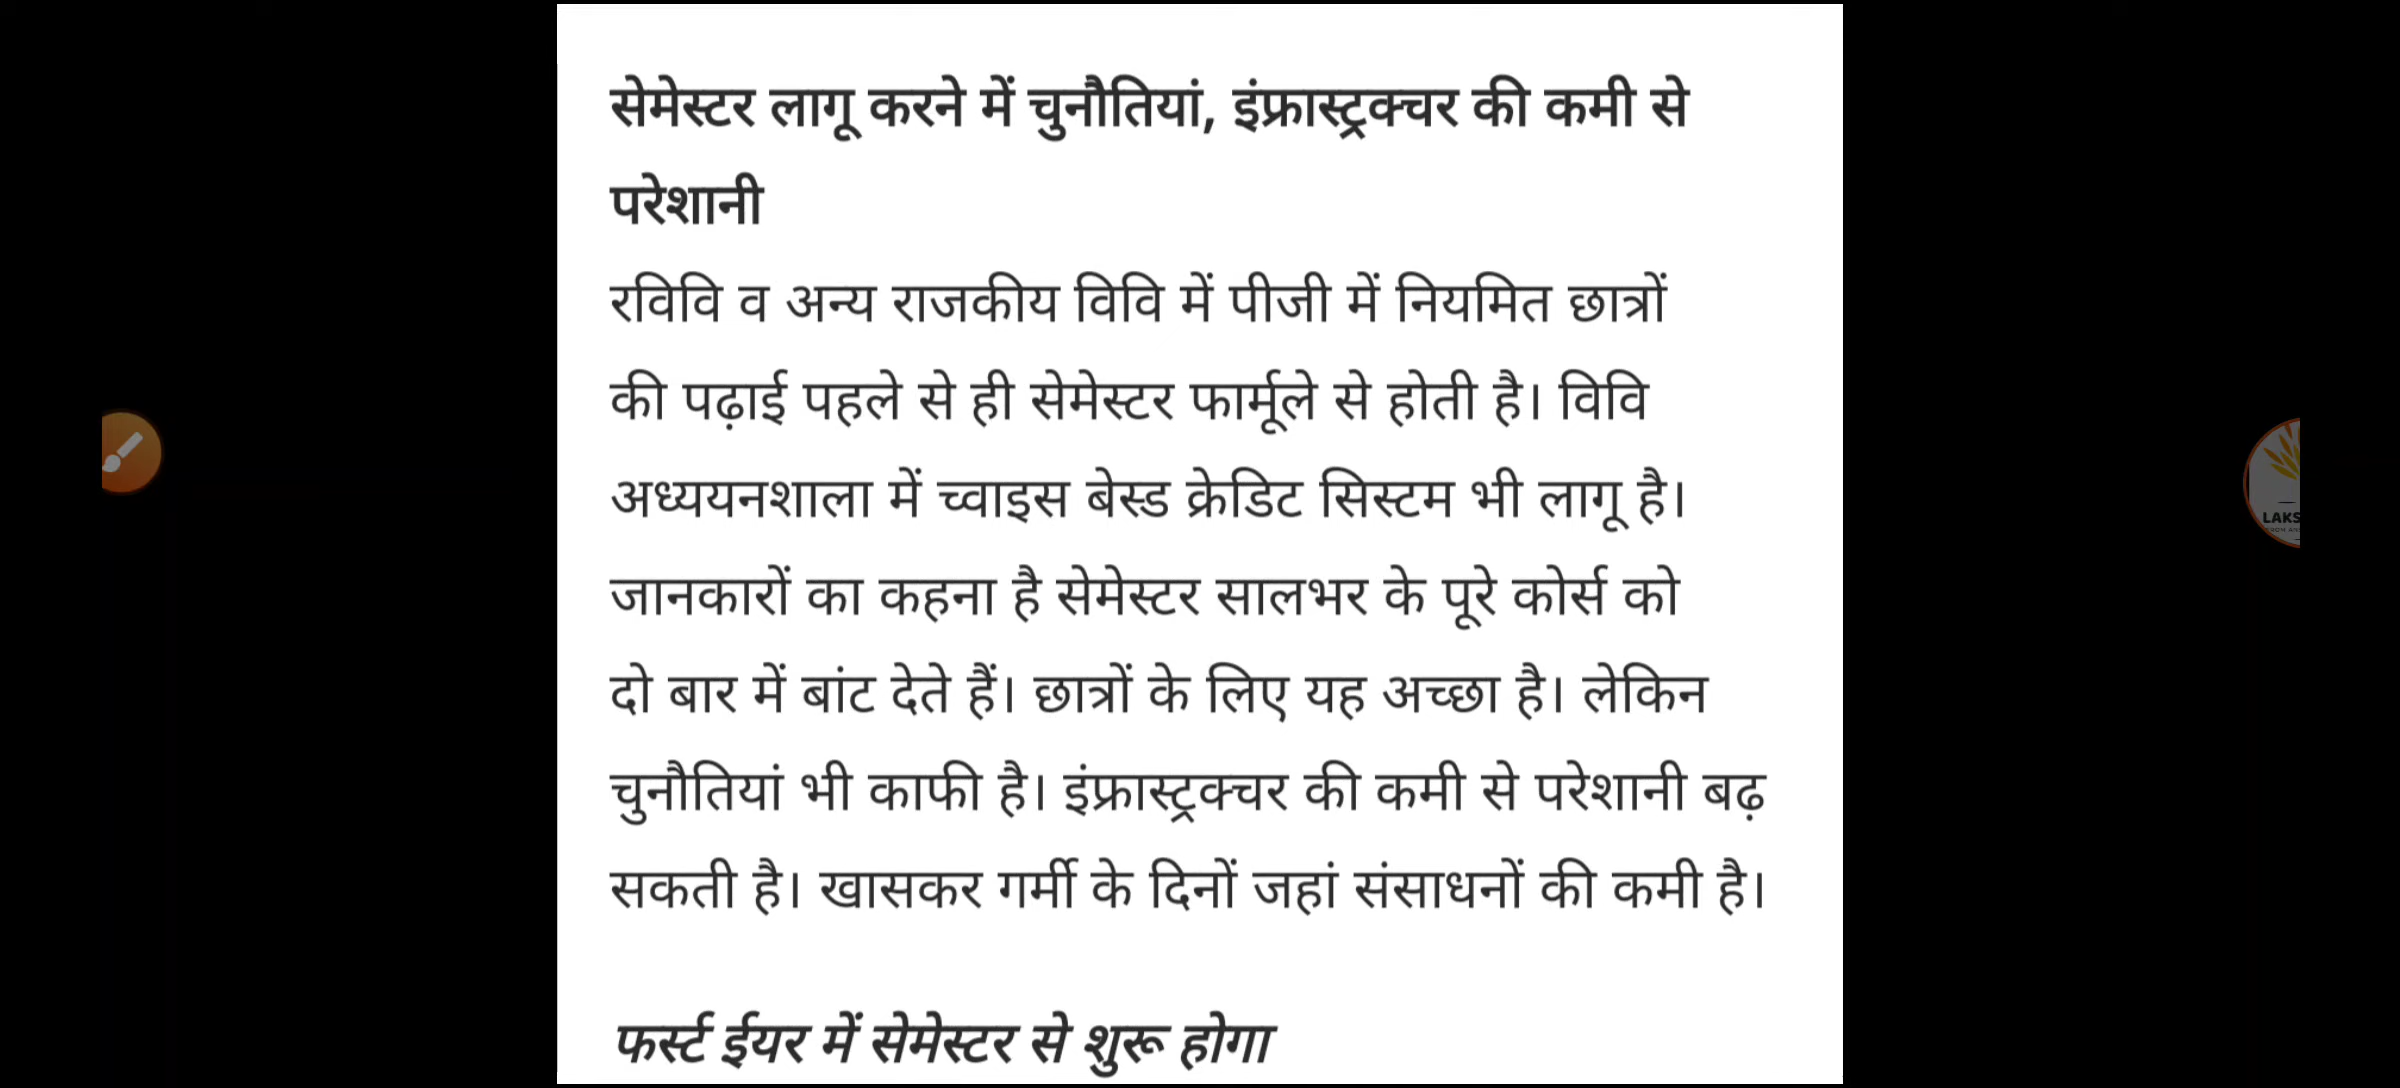 सेमेस्टर लागू करने में चुनौतियां, इंफ्रास्ट्रक्चर की कमी से
परेशानी
रविवि व अन्य राजकीय विवि में पीजी में नियमित छात्रों
की पढ़ाई पहले से ही सेमेस्टर फार्मूले से होती है। विवि
अध्ययनशाला में च्वाइस बेस्ड क्रेडिट सिस्टम भी लागू है।
जानकारों का कहना है सेमेस्टर सालभर के पूरे कोर्स को
दो बार में बांट देते हैं। छात्रों के लिए यह अच्छा है। लेकिन
चुनौतियां भी काफी है। इंफ्रास्ट्रक्चर की कमी से परेशानी बढ़
सकती है। खासकर गर्मी के दिनों जहां संसाधनों की कमी है।
फर्स्ट ईयर में सेमेस्टर से शुरू होगा
LAKS